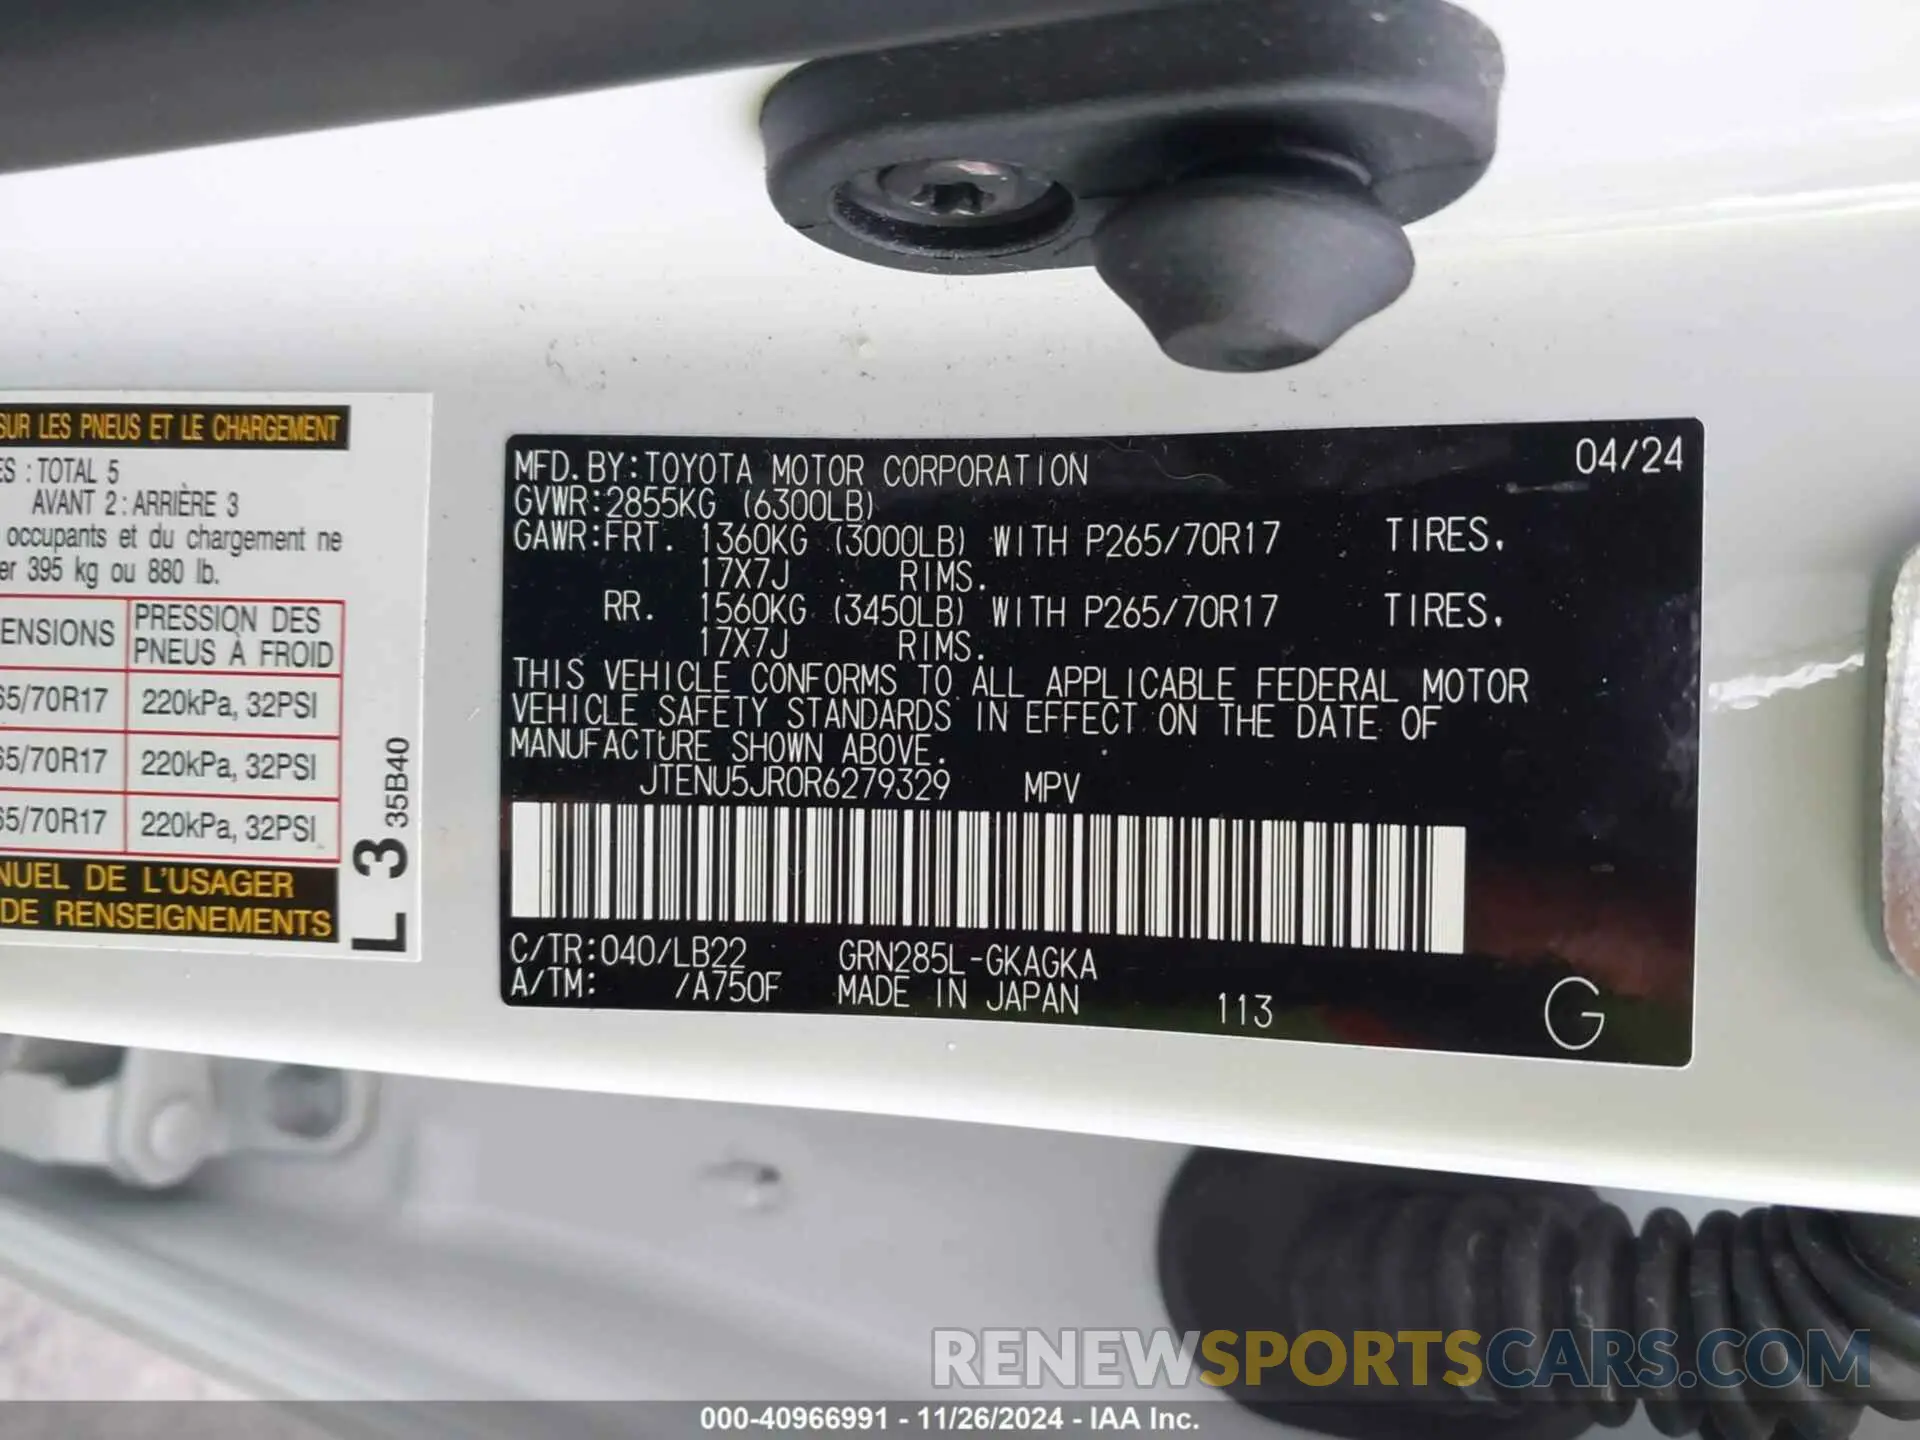 SUR LES PNEUS ET LE CHARGEMENT
: TOTAL 5
AVANT 2 : ARRIÈRE 3
occupants et du chargement ne
395 kg ou 880 lb.
PRESSION DES
PNEUS À FROID
65/70R17 220kPa, 32PSI
65/70R17 220kPa, 32PSI
65/70R17 220kPa, 32PSI
DE L'USAGER
DE RENSEIGNEMENTS
L 3 35B40
MFD.BY:TOYOTA MOTOR CORPORATION 04/24
GVWR:2855KG (6300LB)
GAWR:FRT. 1360KG (3000LB) WITH P265/70R17 TIRES,
17X7J RIMS.
RR. 1560KG (3450LB) WITH P265/70R17 TIRES,
17X7J RIMS.
THIS VEHICLE CONFORMS TO ALL APPLICABLE FEDERAL MOTOR
VEHICLE SAFETY STANDARDS IN EFFECT ON THE DATE OF
MANUFACTURE SHOWN ABOVE.
JTENU5JR0R6279329 MPV
C/TR:040/LB22 GRN285L-GKAGKA
A/TM: /A750F MADE IN JAPAN 113 G
RENEWSPORTSCARS.COM
000-40966991 - 11/26/2024 - IAA Inc.